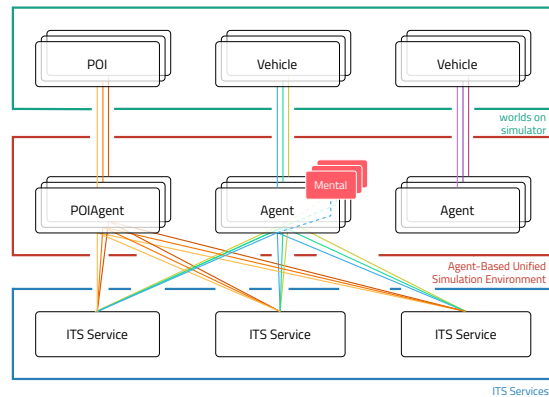 POI
Vehicle
Vehicle
worlds on
simulator
Mental
POIAgent
Agent
Agent
Agent-Based Unified
Simulation Environment
ITS Service
ITS Service
ITS Service
ITS Services